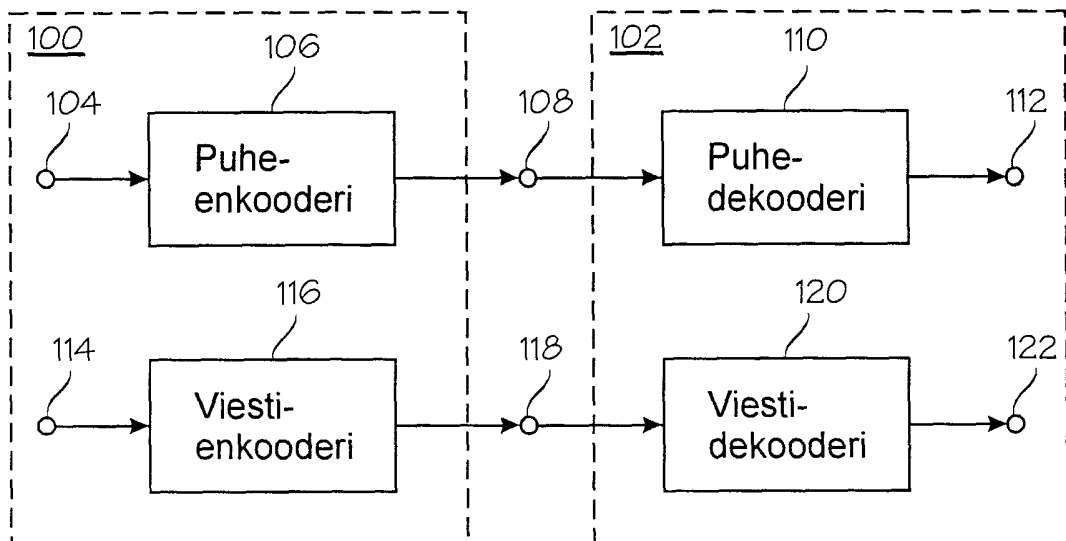 100
106
102
110
104
108
112
Puhe-
enkooderi
Puhe-
dekooderi
116
120
114
118
122
Viesti-
enkooderi
Viesti-
dekooderi